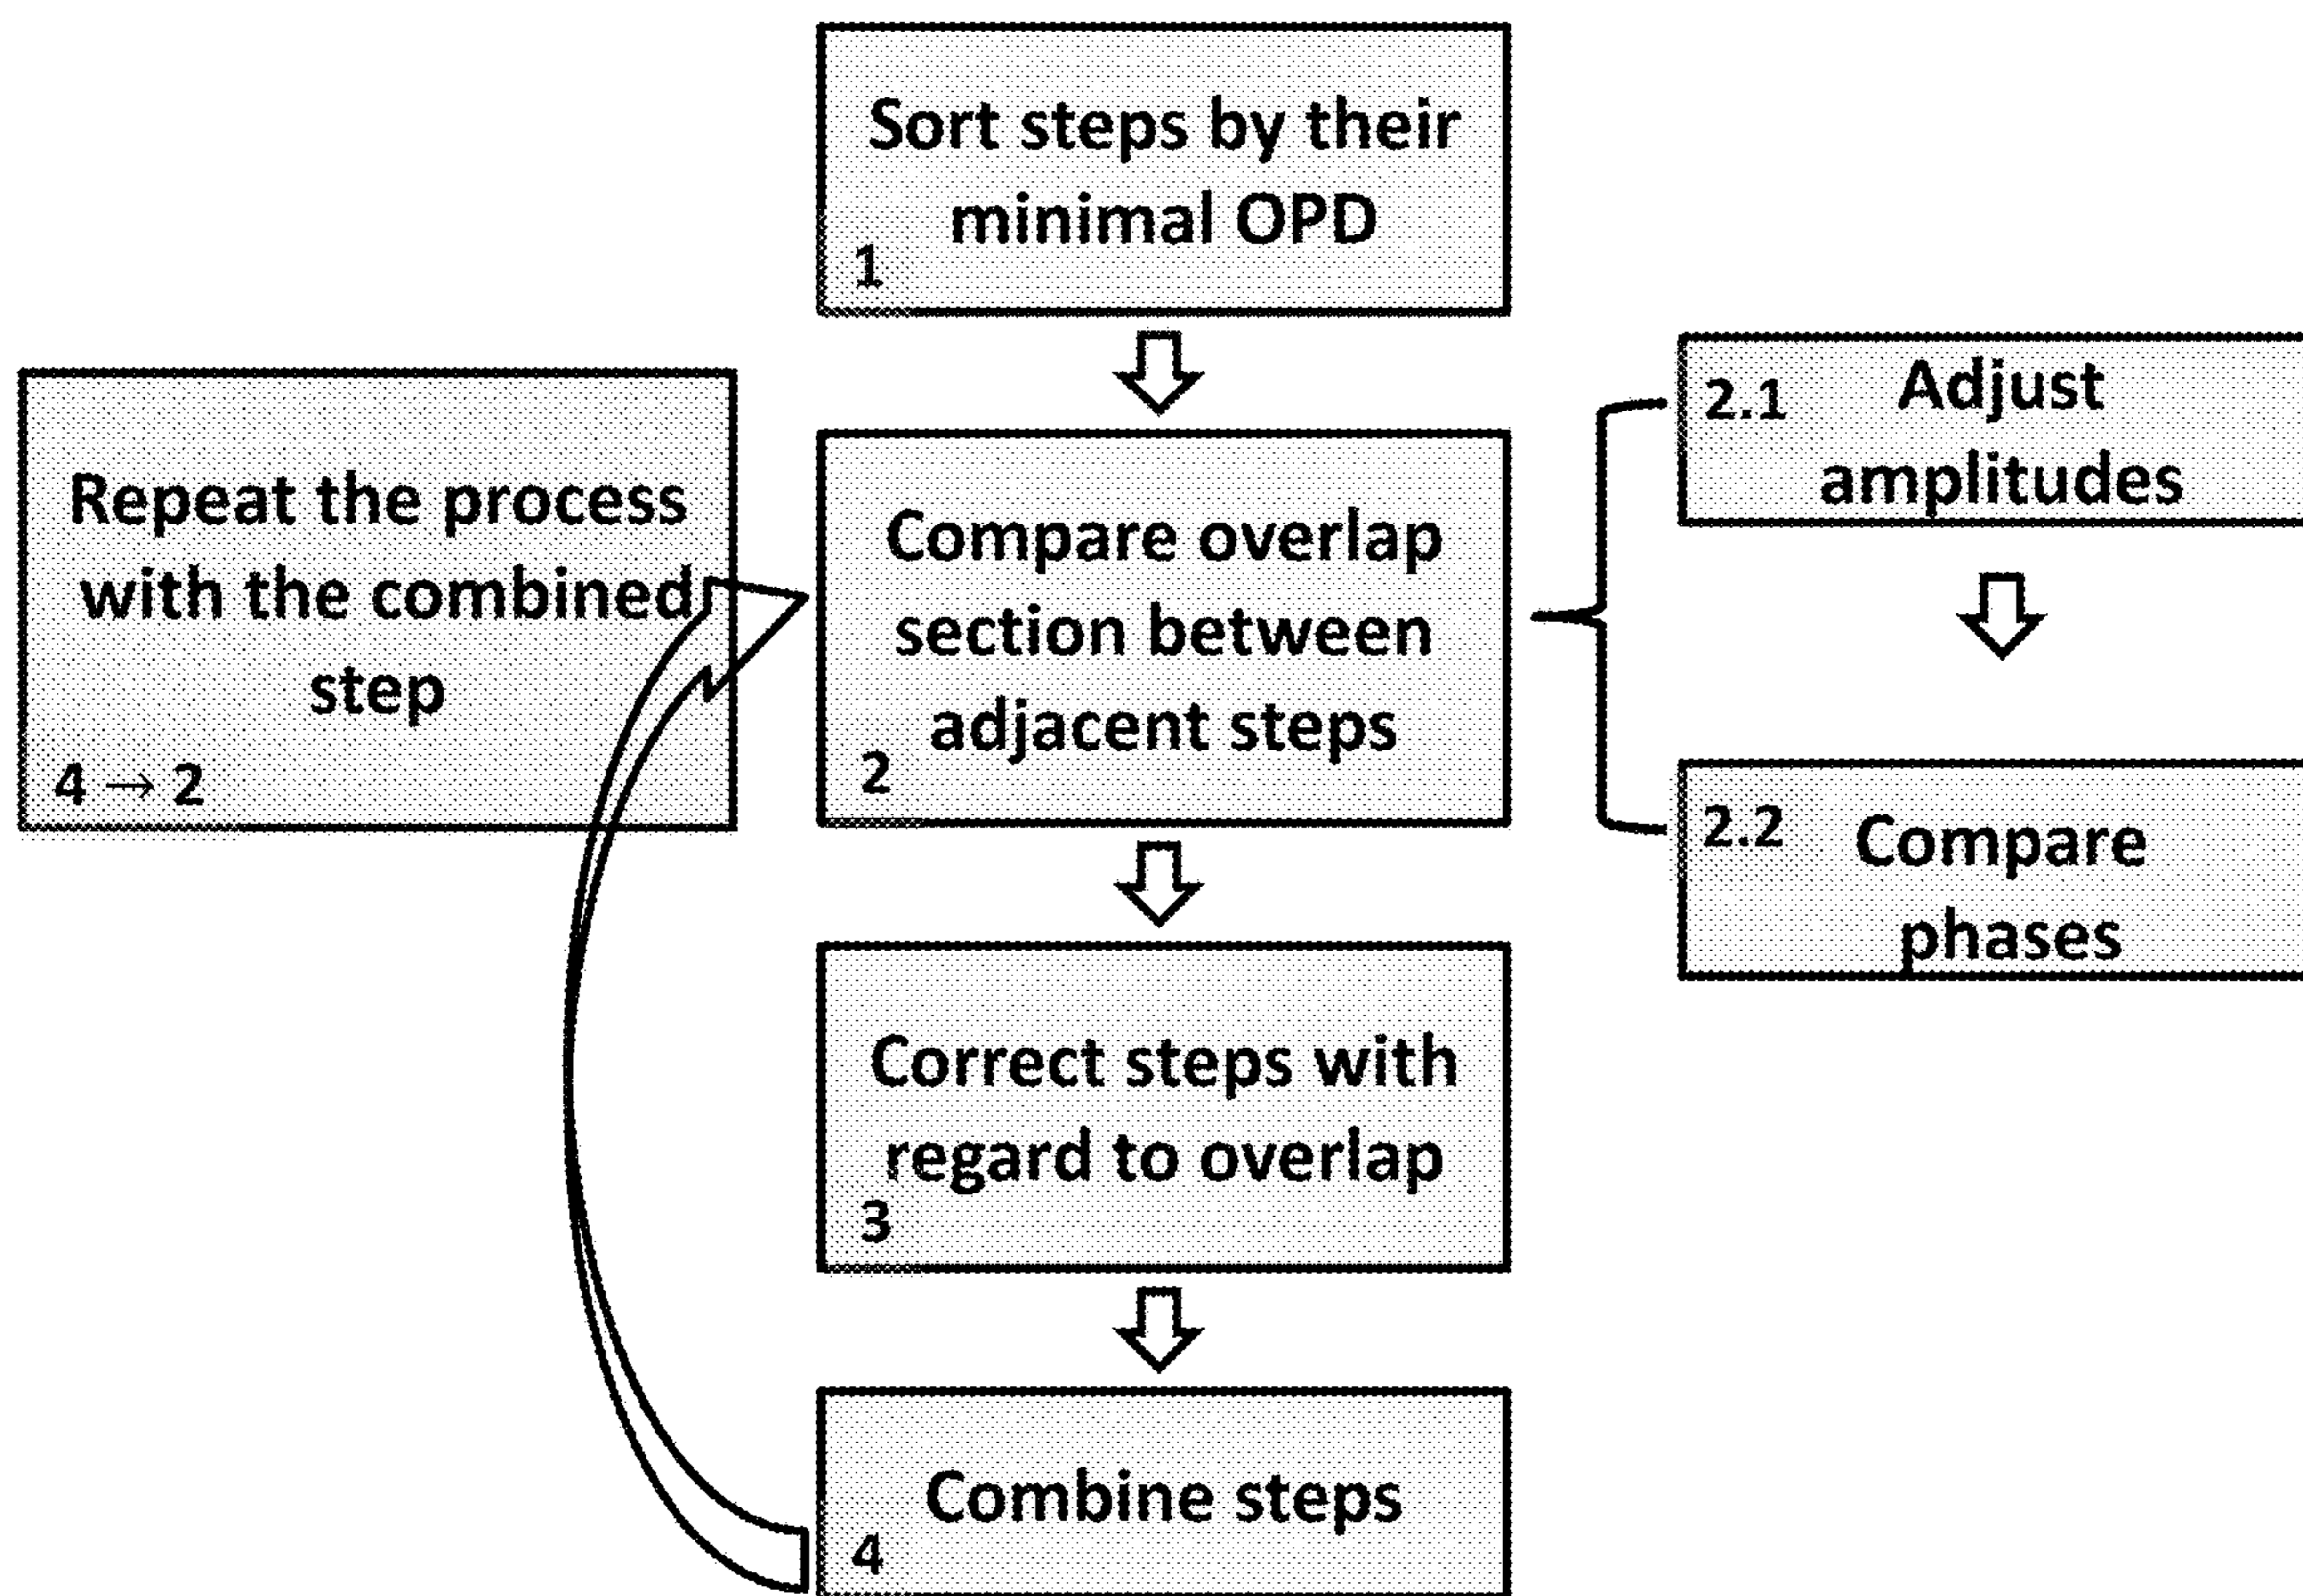 Sort steps by their
minimal OPD
1
Repeat the process
with the combined
step
4 → 2
Compare overlap
section between
adjacent steps
2
2.1 Adjust
amplitudes
2.2 Compare
phases
Correct steps with
regard to overlap
3
Combine steps
4